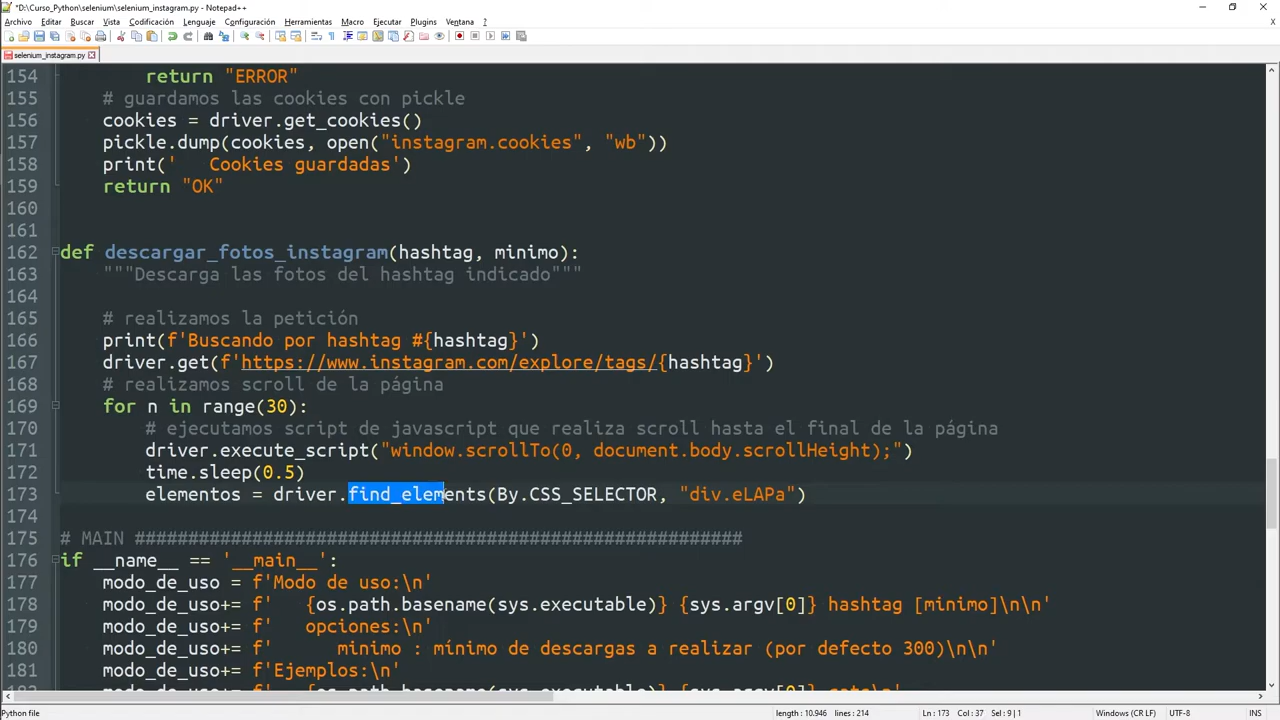 *D:\Curso_Python\selenium\selenium_instagram.py - Notepad++
Archivo Editar Buscar Vista Codificación Lenguaje Configuración Herramientas Macro Ejecutar Plugins Ventana ?
selenium_instagram.py
154 return "ERROR"
155 # guardamos las cookies con pickle
156 cookies = driver.get_cookies()
157 pickle.dump(cookies, open("instagram.cookies", "wb"))
158 print('   Cookies guardadas')
159 return "OK"
160
161
162 def descargar_fotos_instagram(hashtag, minimo):
163 """Descarga las fotos del hashtag indicado"""
164
165 # realizamos la petición
166 print(f'Buscando por hashtag #{hashtag}')
167 driver.get(f'https://www.instagram.com/explore/tags/{hashtag}')
168 # realizamos scroll de la página
169 for n in range(30):
170 # ejecutamos script de javascript que realiza scroll hasta el final de la página
171 driver.execute_script("window.scrollTo(0, document.body.scrollHeight);")
172 time.sleep(0.5)
173 elementos = driver.find_elements(By.CSS_SELECTOR, "div.eLAPa")
174
175 # MAIN #########################################################
176 if __name__ == '__main__':
177 modo_de_uso = f'Modo de uso:\n'
178 modo_de_uso+= f'   {os.path.basename(sys.executable)} {sys.argv[0]} hashtag [minimo]\n\n'
179 modo_de_uso+= f'   opciones:\n'
180 modo_de_uso+= f'      minimo : mínimo de descargas a realizar (por defecto 300)\n\n'
181 modo_de_uso+= f'Ejemplos:\n'
Python file length : 10.946 lines : 214 Ln : 173 Col : 37 Sel : 9 | 1 Windows (CR LF) UTF-8 INS